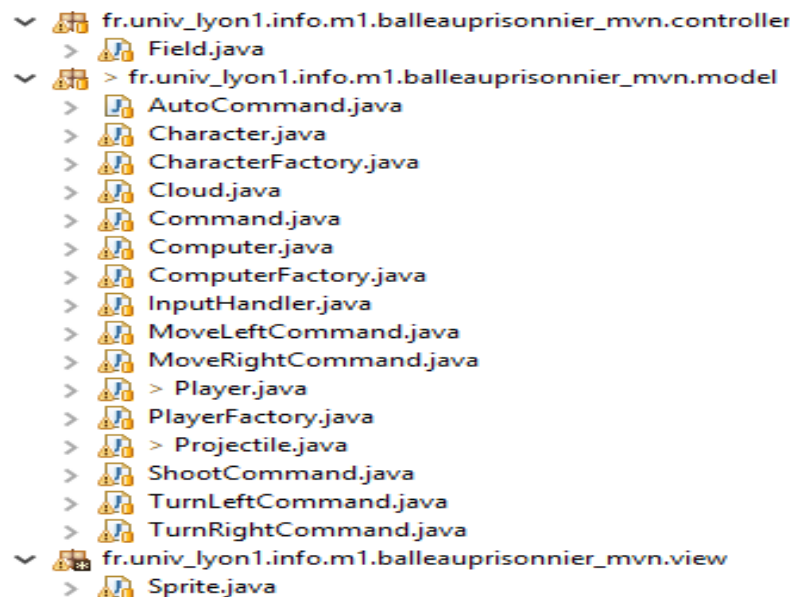 fr.univ_lyon1.info.m1.balleauprisonnier_mvn.controller
Field.java
> fr.univ_lyon1.info.m1.balleauprisonnier_mvn.model
AutoCommand.java
Character.java
CharacterFactory.java
Cloud.java
Command.java
Computer.java
ComputerFactory.java
InputHandler.java
MoveLeftCommand.java
MoveRightCommand.java
> Player.java
PlayerFactory.java
> Projectile.java
ShootCommand.java
TurnLeftCommand.java
TurnRightCommand.java
fr.univ_lyon1.info.m1.balleauprisonnier_mvn.view
Sprite.java